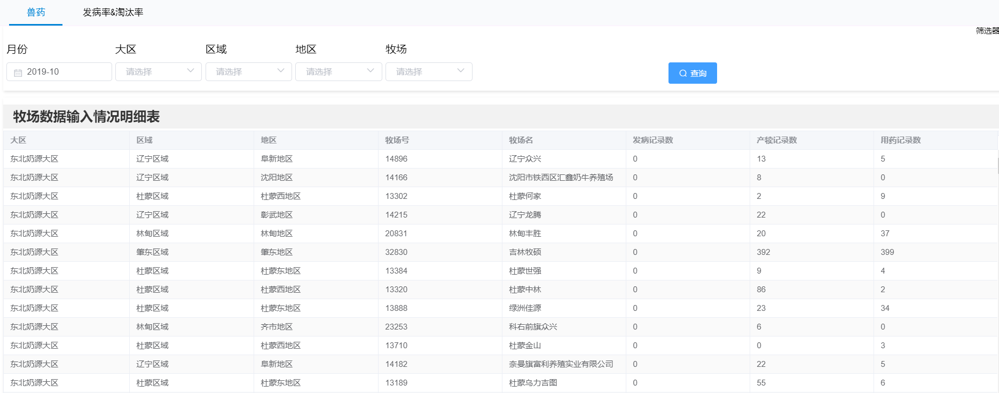 兽药 发病率&淘汰率
筛选器
月份 大区 区域 地区 牧场
2019-10 请选择 请选择 请选择 请选择 查询
牧场数据输入情况明细表
大区 区域 地区 牧场号 牧场名 发病记录数 产犊记录数 用药记录数
东北奶源大区 辽宁区域 阜新地区 14896 辽宁众兴 0 13 5
东北奶源大区 辽宁区域 沈阳地区 14166 沈阳市铁西区汇鑫奶牛养殖场 0 8 0
东北奶源大区 杜蒙区域 杜蒙西地区 13302 杜蒙何家 0 2 9
东北奶源大区 辽宁区域 彰武地区 14215 辽宁龙腾 0 22 0
东北奶源大区 林甸区域 林甸地区 20831 林甸丰胜 0 20 37
东北奶源大区 肇东区域 肇东地区 32830 吉林牧硕 0 392 399
东北奶源大区 杜蒙区域 杜蒙东地区 13384 杜蒙世强 0 9 4
东北奶源大区 杜蒙区域 杜蒙西地区 13320 杜蒙中林 0 86 2
东北奶源大区 杜蒙区域 杜蒙东地区 13888 绿洲佳源 0 23 34
东北奶源大区 林甸区域 齐市地区 23253 科右前旗众兴 0 6 0
东北奶源大区 杜蒙区域 杜蒙西地区 13710 杜蒙金山 0 0 3
东北奶源大区 辽宁区域 阜新地区 14182 奈曼旗富利养殖实业有限公司 0 22 5
东北奶源大区 杜蒙区域 杜蒙东地区 13189 杜蒙乌力吉图 0 55 6